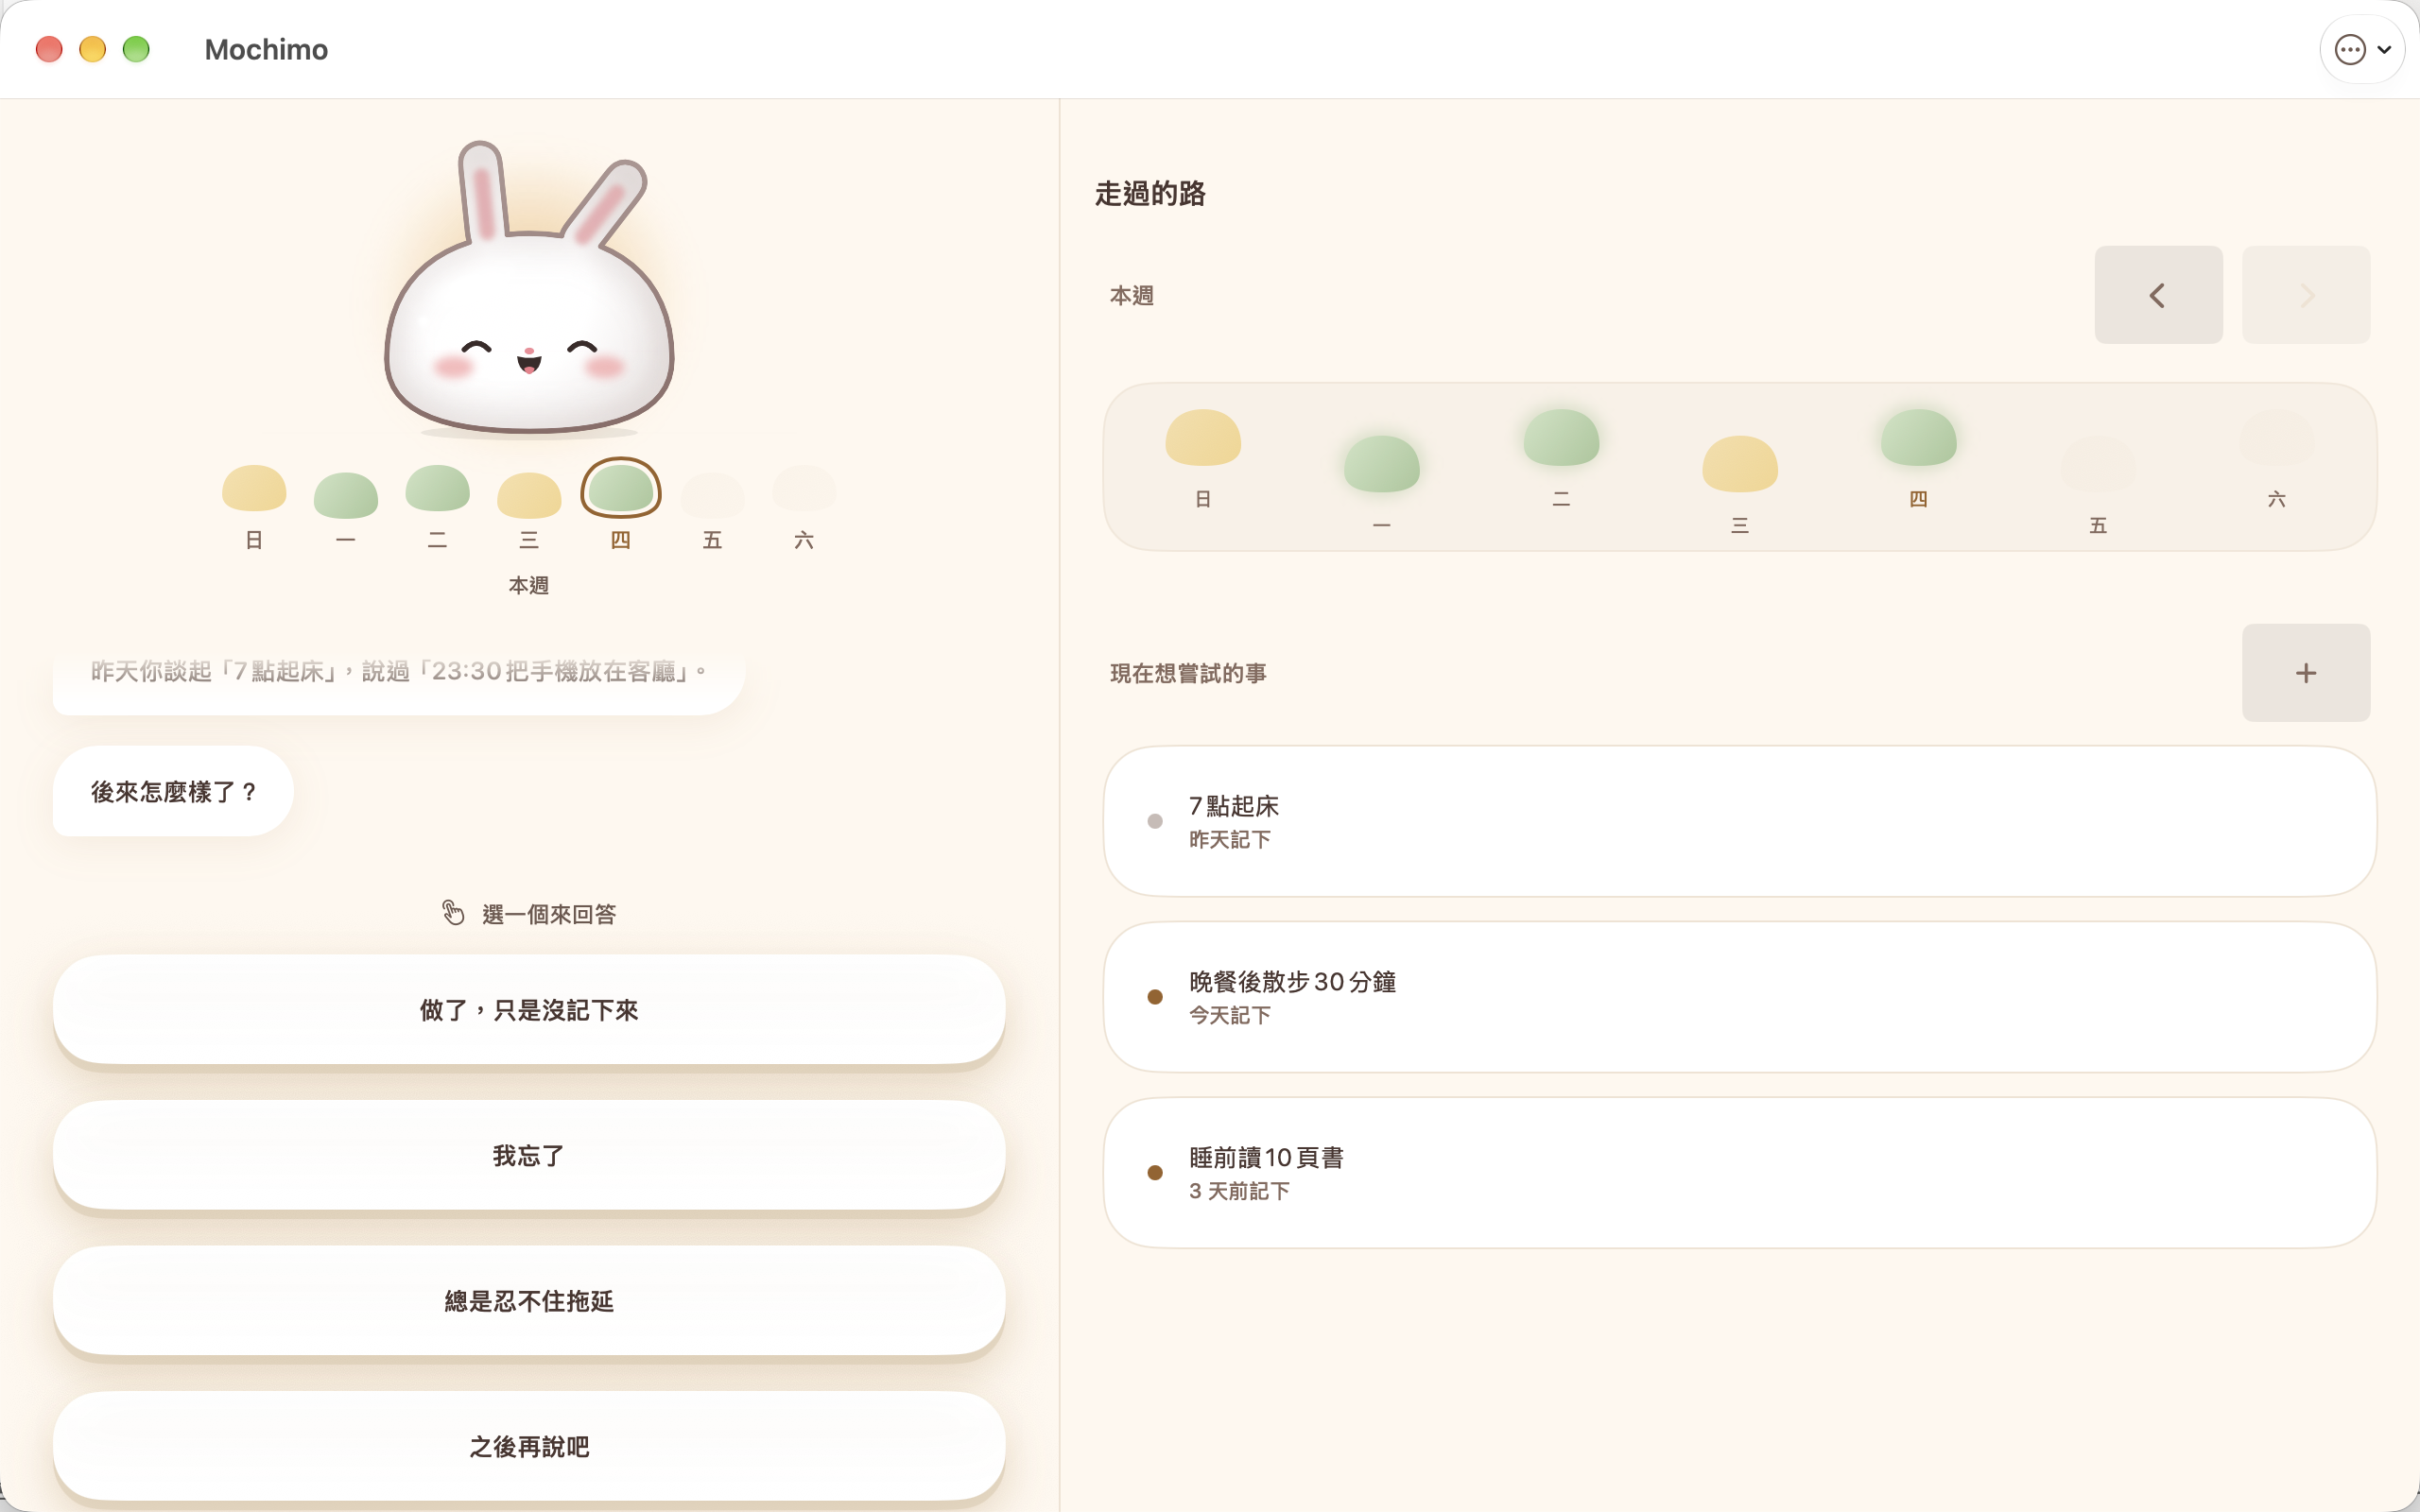 Mochimo
日 一 二 三 四 五 六
本週
昨天你談起「7點起床」,說過「23:30把手機放在客廳」。
後來怎麼樣了?
選一個來回答
做了,只是沒記下來
我忘了
總是忍不住拖延
之後再說吧
走過的路
本週
日 一 二 三 四 五 六
現在想嘗試的事
7點起床
昨天記下
晚餐後散步30分鐘
今天記下
睡前讀10頁書
3 天前記下